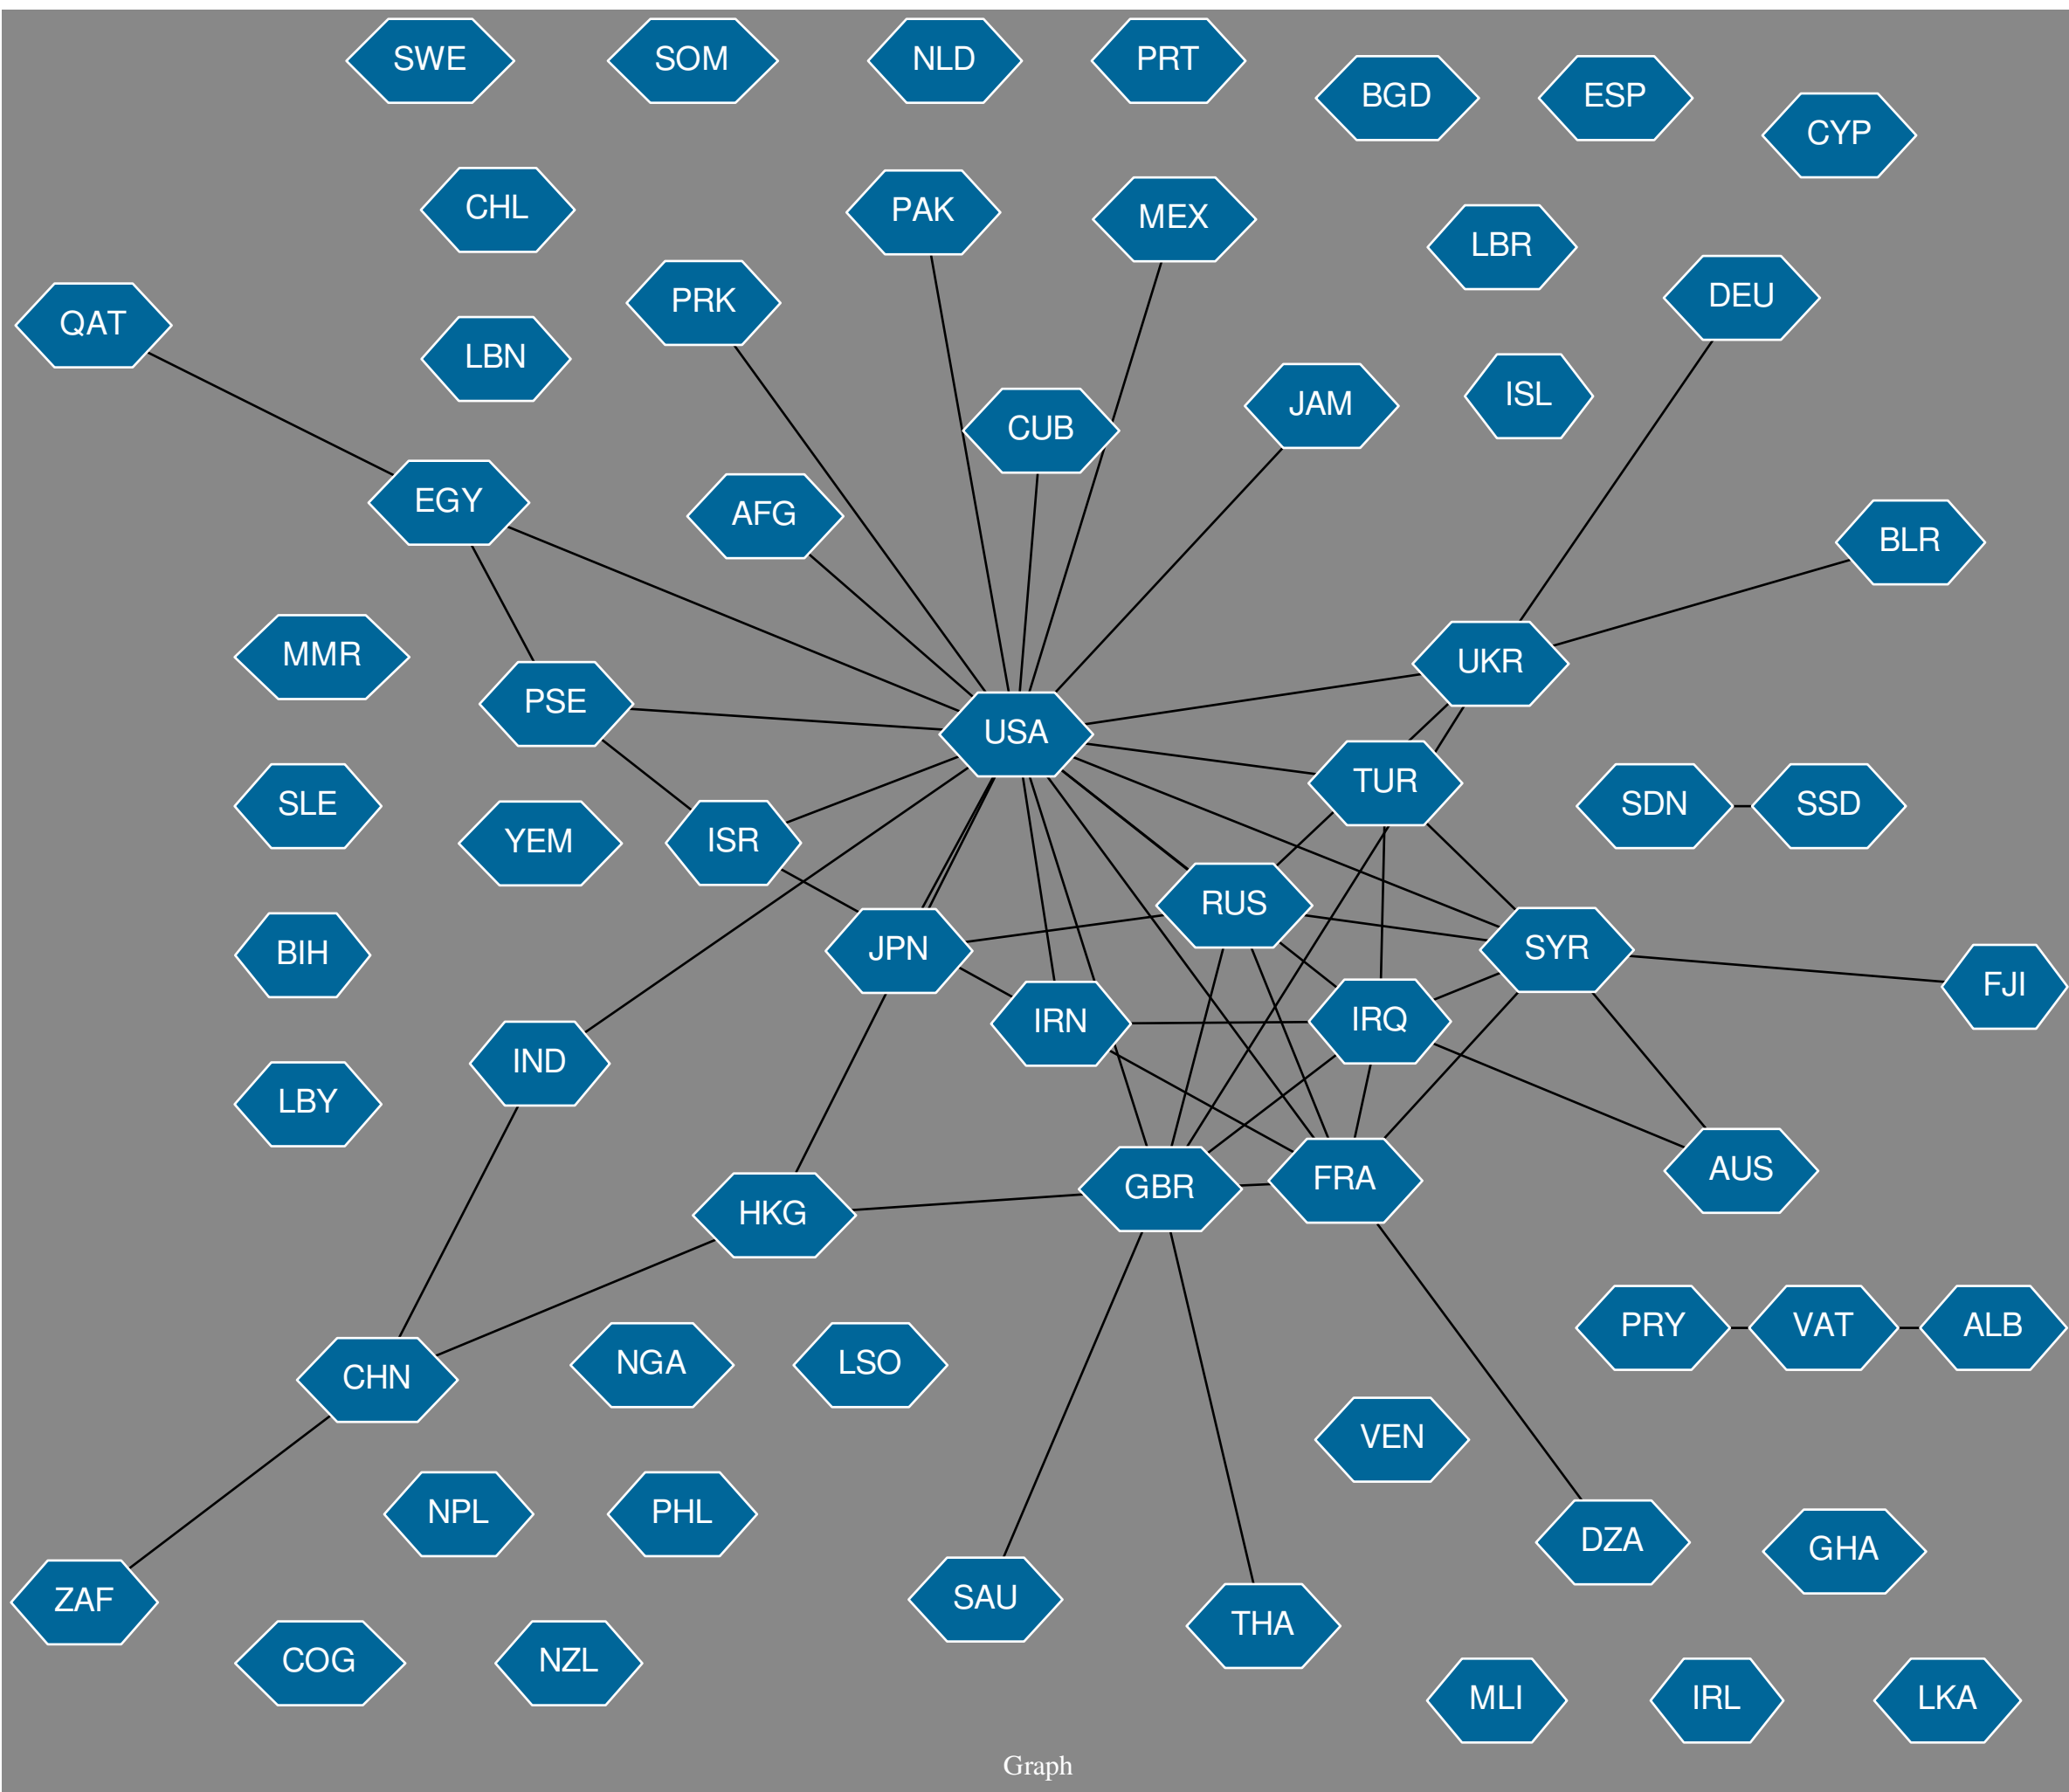 SWE
SOM
NLD
PRT
BGD
ESP
CYP
CHL
PAK
MEX
LBR
DEU
PRK
QAT
LBN
ISL
JAM
CUB
EGY
AFG
BLR
MMR
UKR
PSE
USA
TUR
SLE
YEM
ISR
SDN
SSD
RUS
BIH
JPN
SYR
FJI
IRN
IRQ
IND
LBY
AUS
HKG
GBR
FRA
CHN
NGA
LSO
PRY
VAT
ALB
VEN
NPL
PHL
DZA
GHA
ZAF
SAU
THA
COG
NZL
MLI
IRL
LKA
Graph